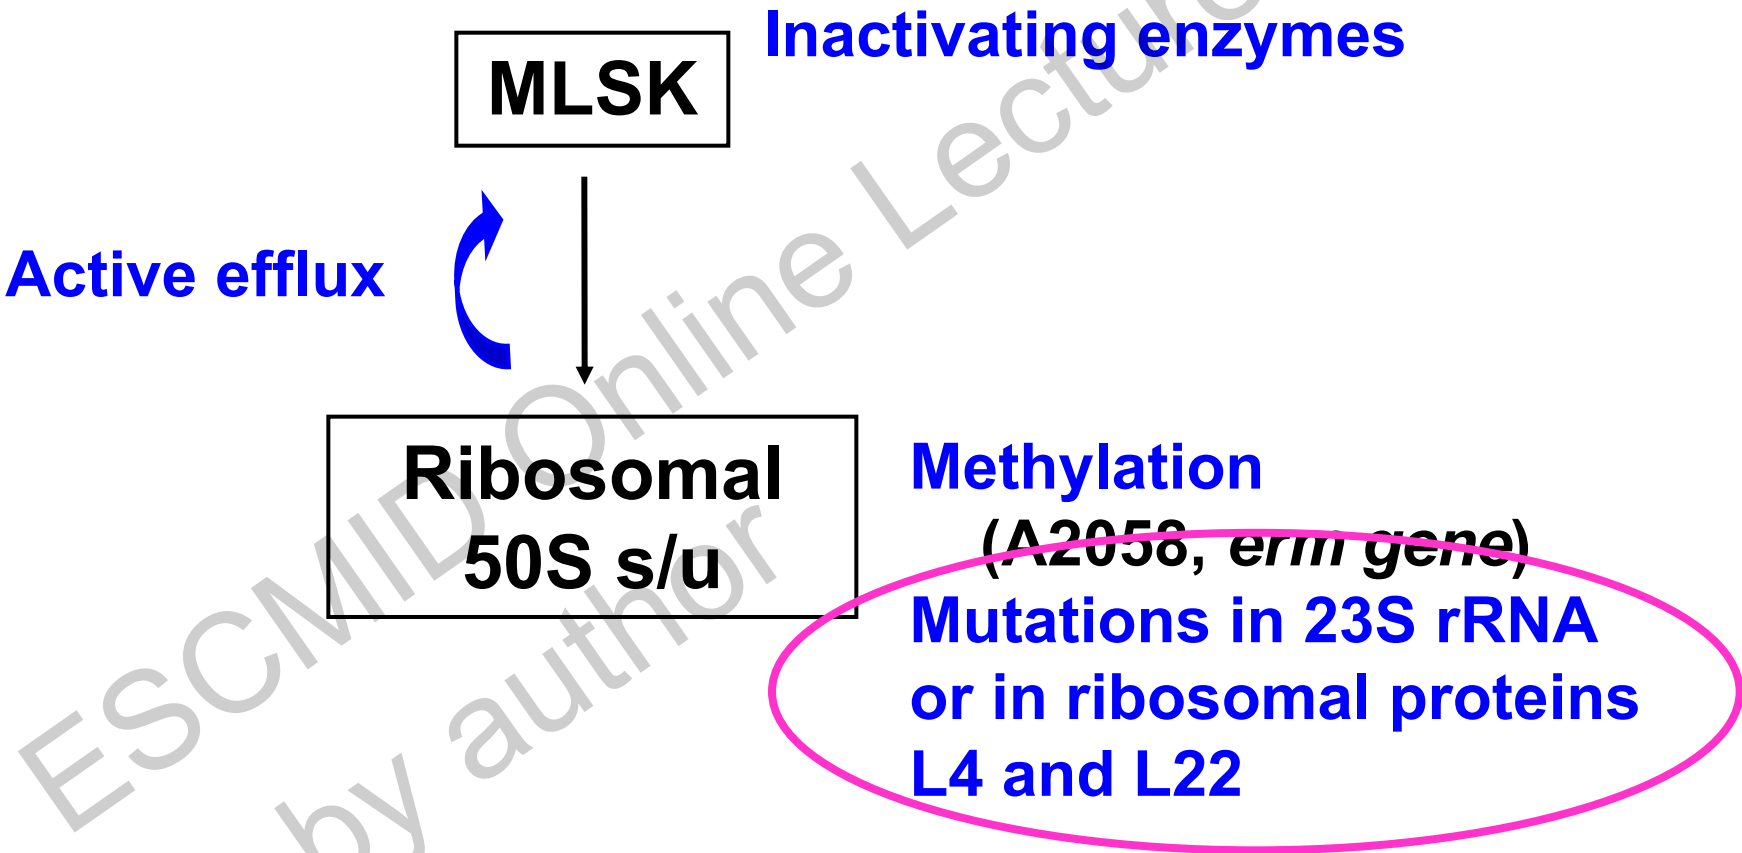 Inactivating enzymes
MLSK
Active efflux
Ribosomal
50S s/u
Methylation
(A2058, erm gene)
Mutations in 23S rRNA
or in ribosomal proteins
L4 and L22
ESCMID Online Lecture
by author